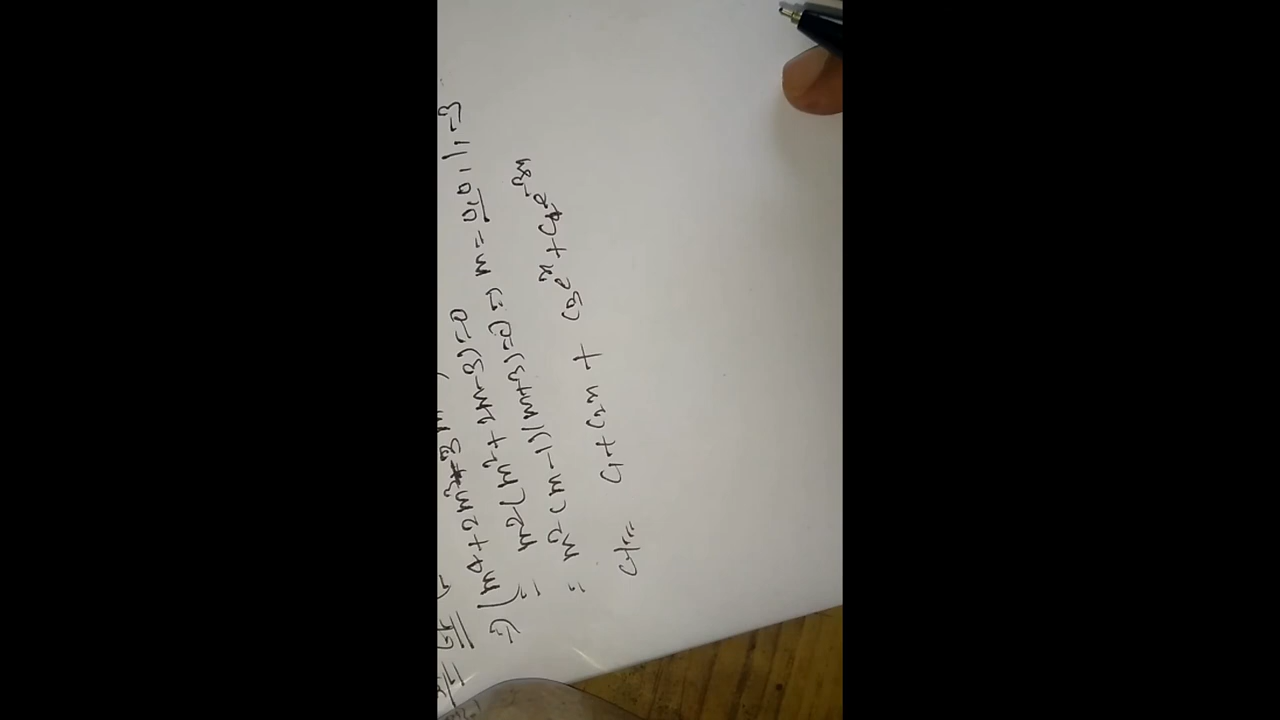 ⇒ (m⁴ + 2m³ - 3m²) = 0
⇒ m²(m² + 2m - 3) = 0
⇒ m²(m - 1)(m + 3) = 0 ⇒ m = 0, 0, 1, -3
C.F. = C₁ + C₂x + C₃eˣ + C₄e⁻³ˣ